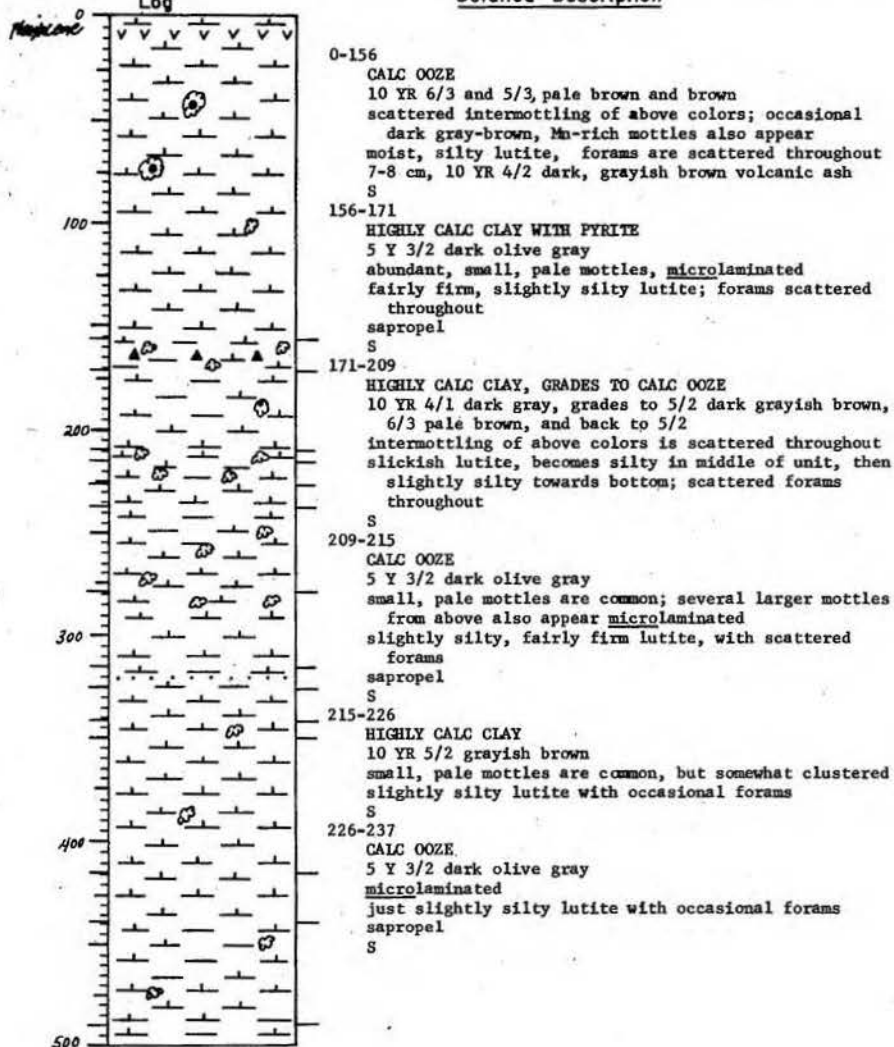 Log
Detailed Description
0
100
200
300
400
500
0-156
CALC OOZE
10 YR 6/3 and 5/3, pale brown and brown
scattered intermottling of above colors; occasional
dark gray-brown, Mn-rich mottles also appear
moist, silty lutite, forams are scattered throughout
7-8 cm, 10 YR 4/2 dark, grayish brown volcanic ash
S
156-171
HIGHLY CALC CLAY WITH PYRITE
5 Y 3/2 dark olive gray
abundant, small, pale mottles, microlaminated
fairly firm, slightly silty lutite; forams scattered
throughout
sapropel
S
171-209
HIGHLY CALC CLAY, GRADES TO CALC OOZE
10 YR 4/1 dark gray, grades to 5/2 dark grayish brown,
6/3 pale brown, and back to 5/2
intermottling of above colors is scattered throughout
slickish lutite, becomes silty in middle of unit, then
slightly silty towards bottom; scattered forams
throughout
S
209-215
CALC OOZE
5 Y 3/2 dark olive gray
small, pale mottles are common; several larger mottles
from above also appear microlaminated
slightly silty, fairly firm lutite, with scattered
forams
sapropel
S
215-226
HIGHLY CALC CLAY
10 YR 5/2 grayish brown
small, pale mottles are common, but somewhat clustered
slightly silty lutite with occasional forams
S
226-237
CALC OOZE
5 Y 3/2 dark olive gray
microlaminated
just slightly silty lutite with occasional forams
sapropel
S